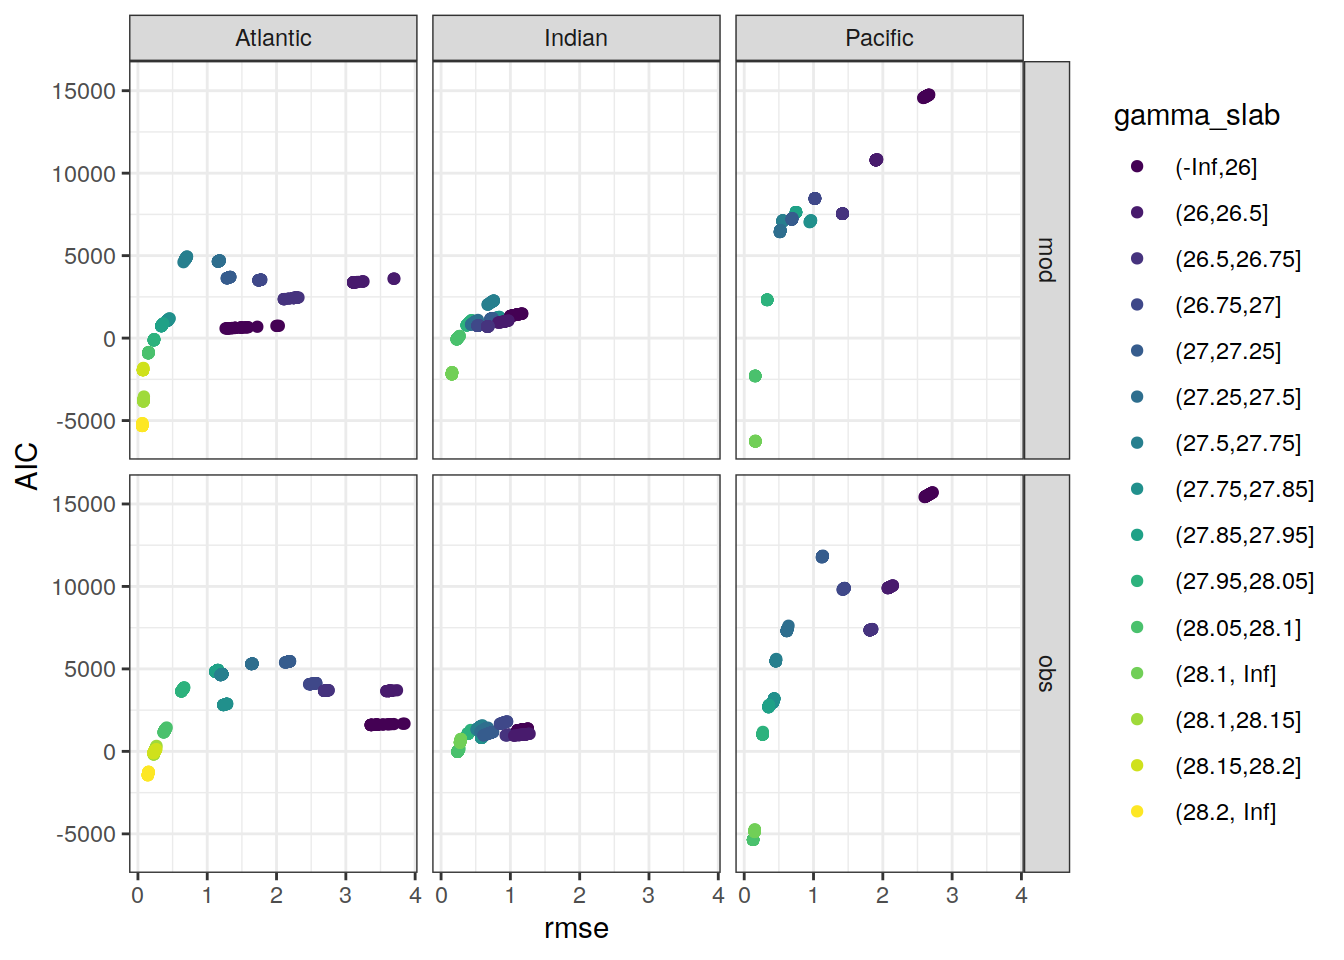 Atlantic
Indian
Pacific
15000
10000
5000
0
-5000
mod
15000
10000
5000
0
-5000
obs
AIC
0 1 2 3 4
0 1 2 3 4
0 1 2 3 4
rmse
gamma_slab
(-Inf,26]
(26,26.5]
(26.5,26.75]
(26.75,27]
(27,27.25]
(27.25,27.5]
(27.5,27.75]
(27.75,27.85]
(27.85,27.95]
(27.95,28.05]
(28.05,28.1]
(28.1, Inf]
(28.1,28.15]
(28.15,28.2]
(28.2, Inf]